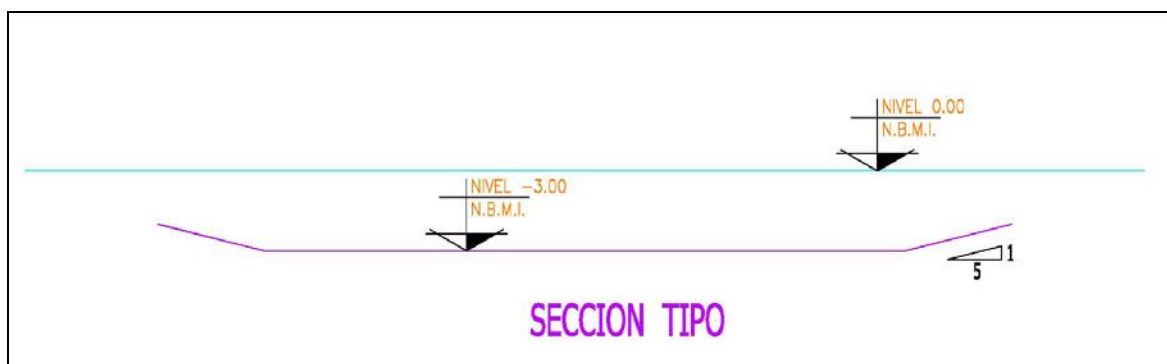 NIVEL 0.00
N.B.M.I.
NIVEL -3.00
N.B.M.I.
1
5
SECCION TIPO